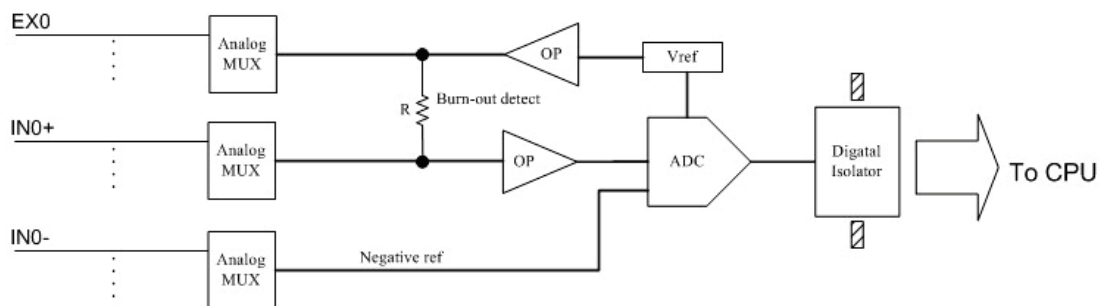 EX0
Analog
MUX
OP
Vref
R
Burn-out detect
IN0+
Analog
MUX
OP
ADC
Digatal
Isolator
To CPU
IN0-
Analog
MUX
Negative ref